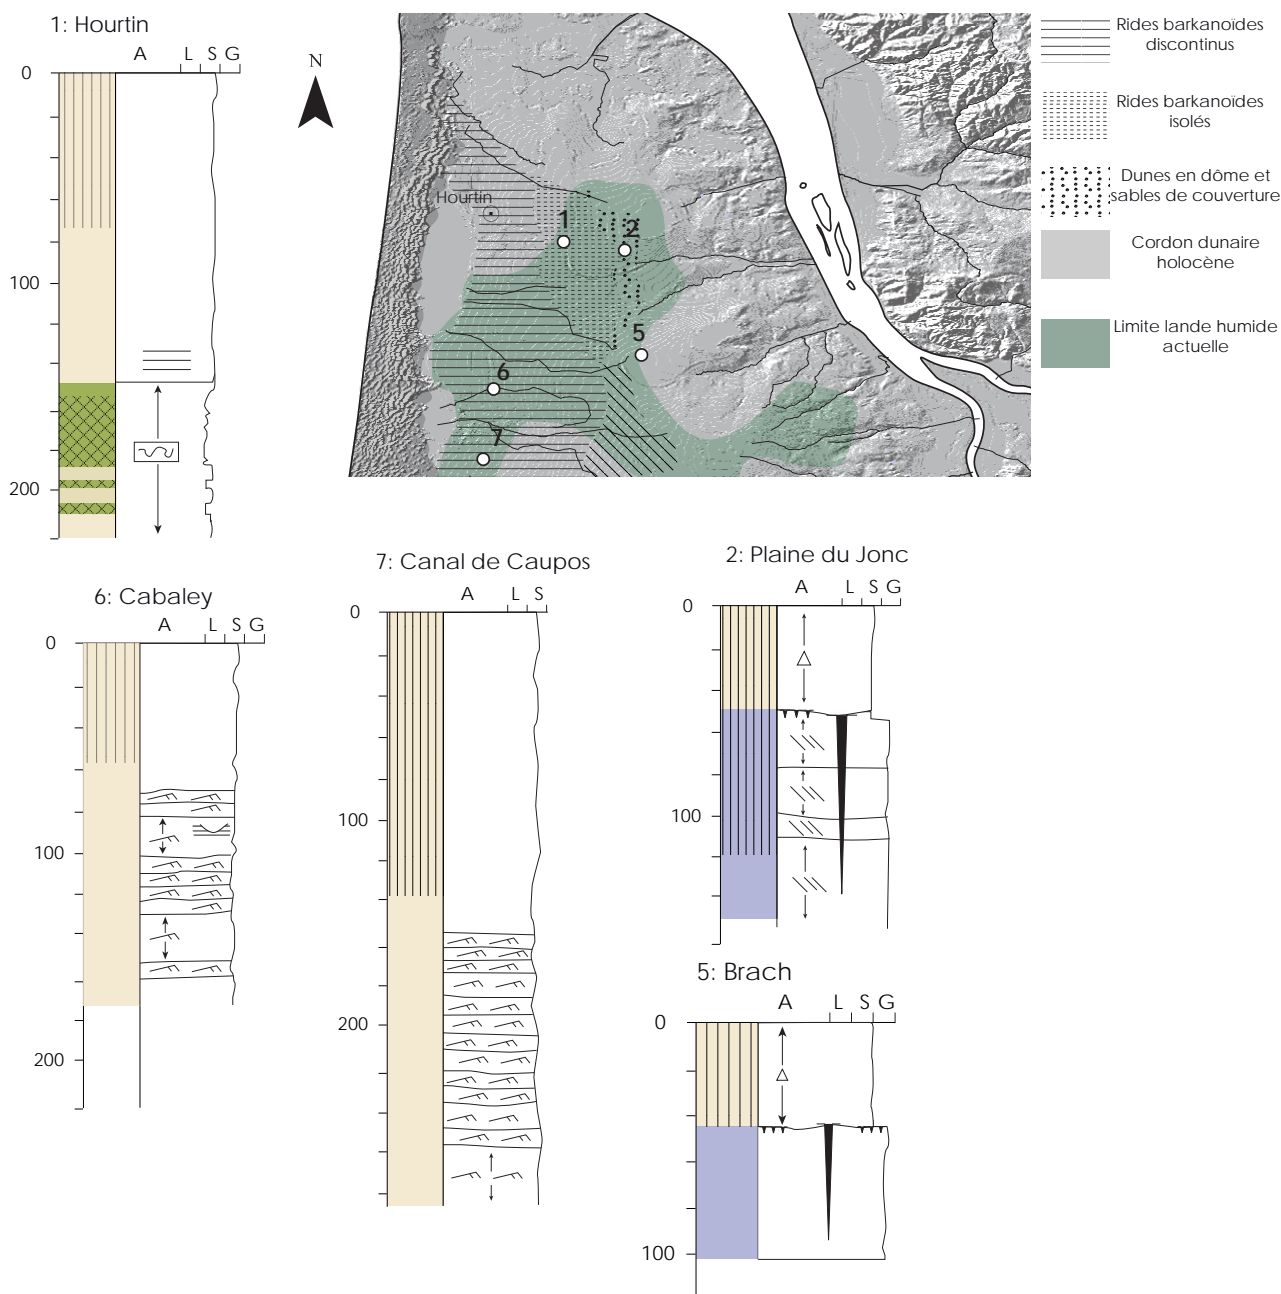 1: Hourtin
A L S G
0
100
200
N
Hourtin
1
2
5
6
7
Rides barkanoïdes
discontinus
Rides barkanoïdes
isolés
Dunes en dôme et
sables de couverture
Cordon dunaire
holocène
Limite lande humide
actuelle
6: Cabaley
A L S G
0
100
200
7: Canal de Caupos
A L S
0
100
200
2: Plaine du Jonc
A L S G
0
100
5: Brach
A L S G
0
100